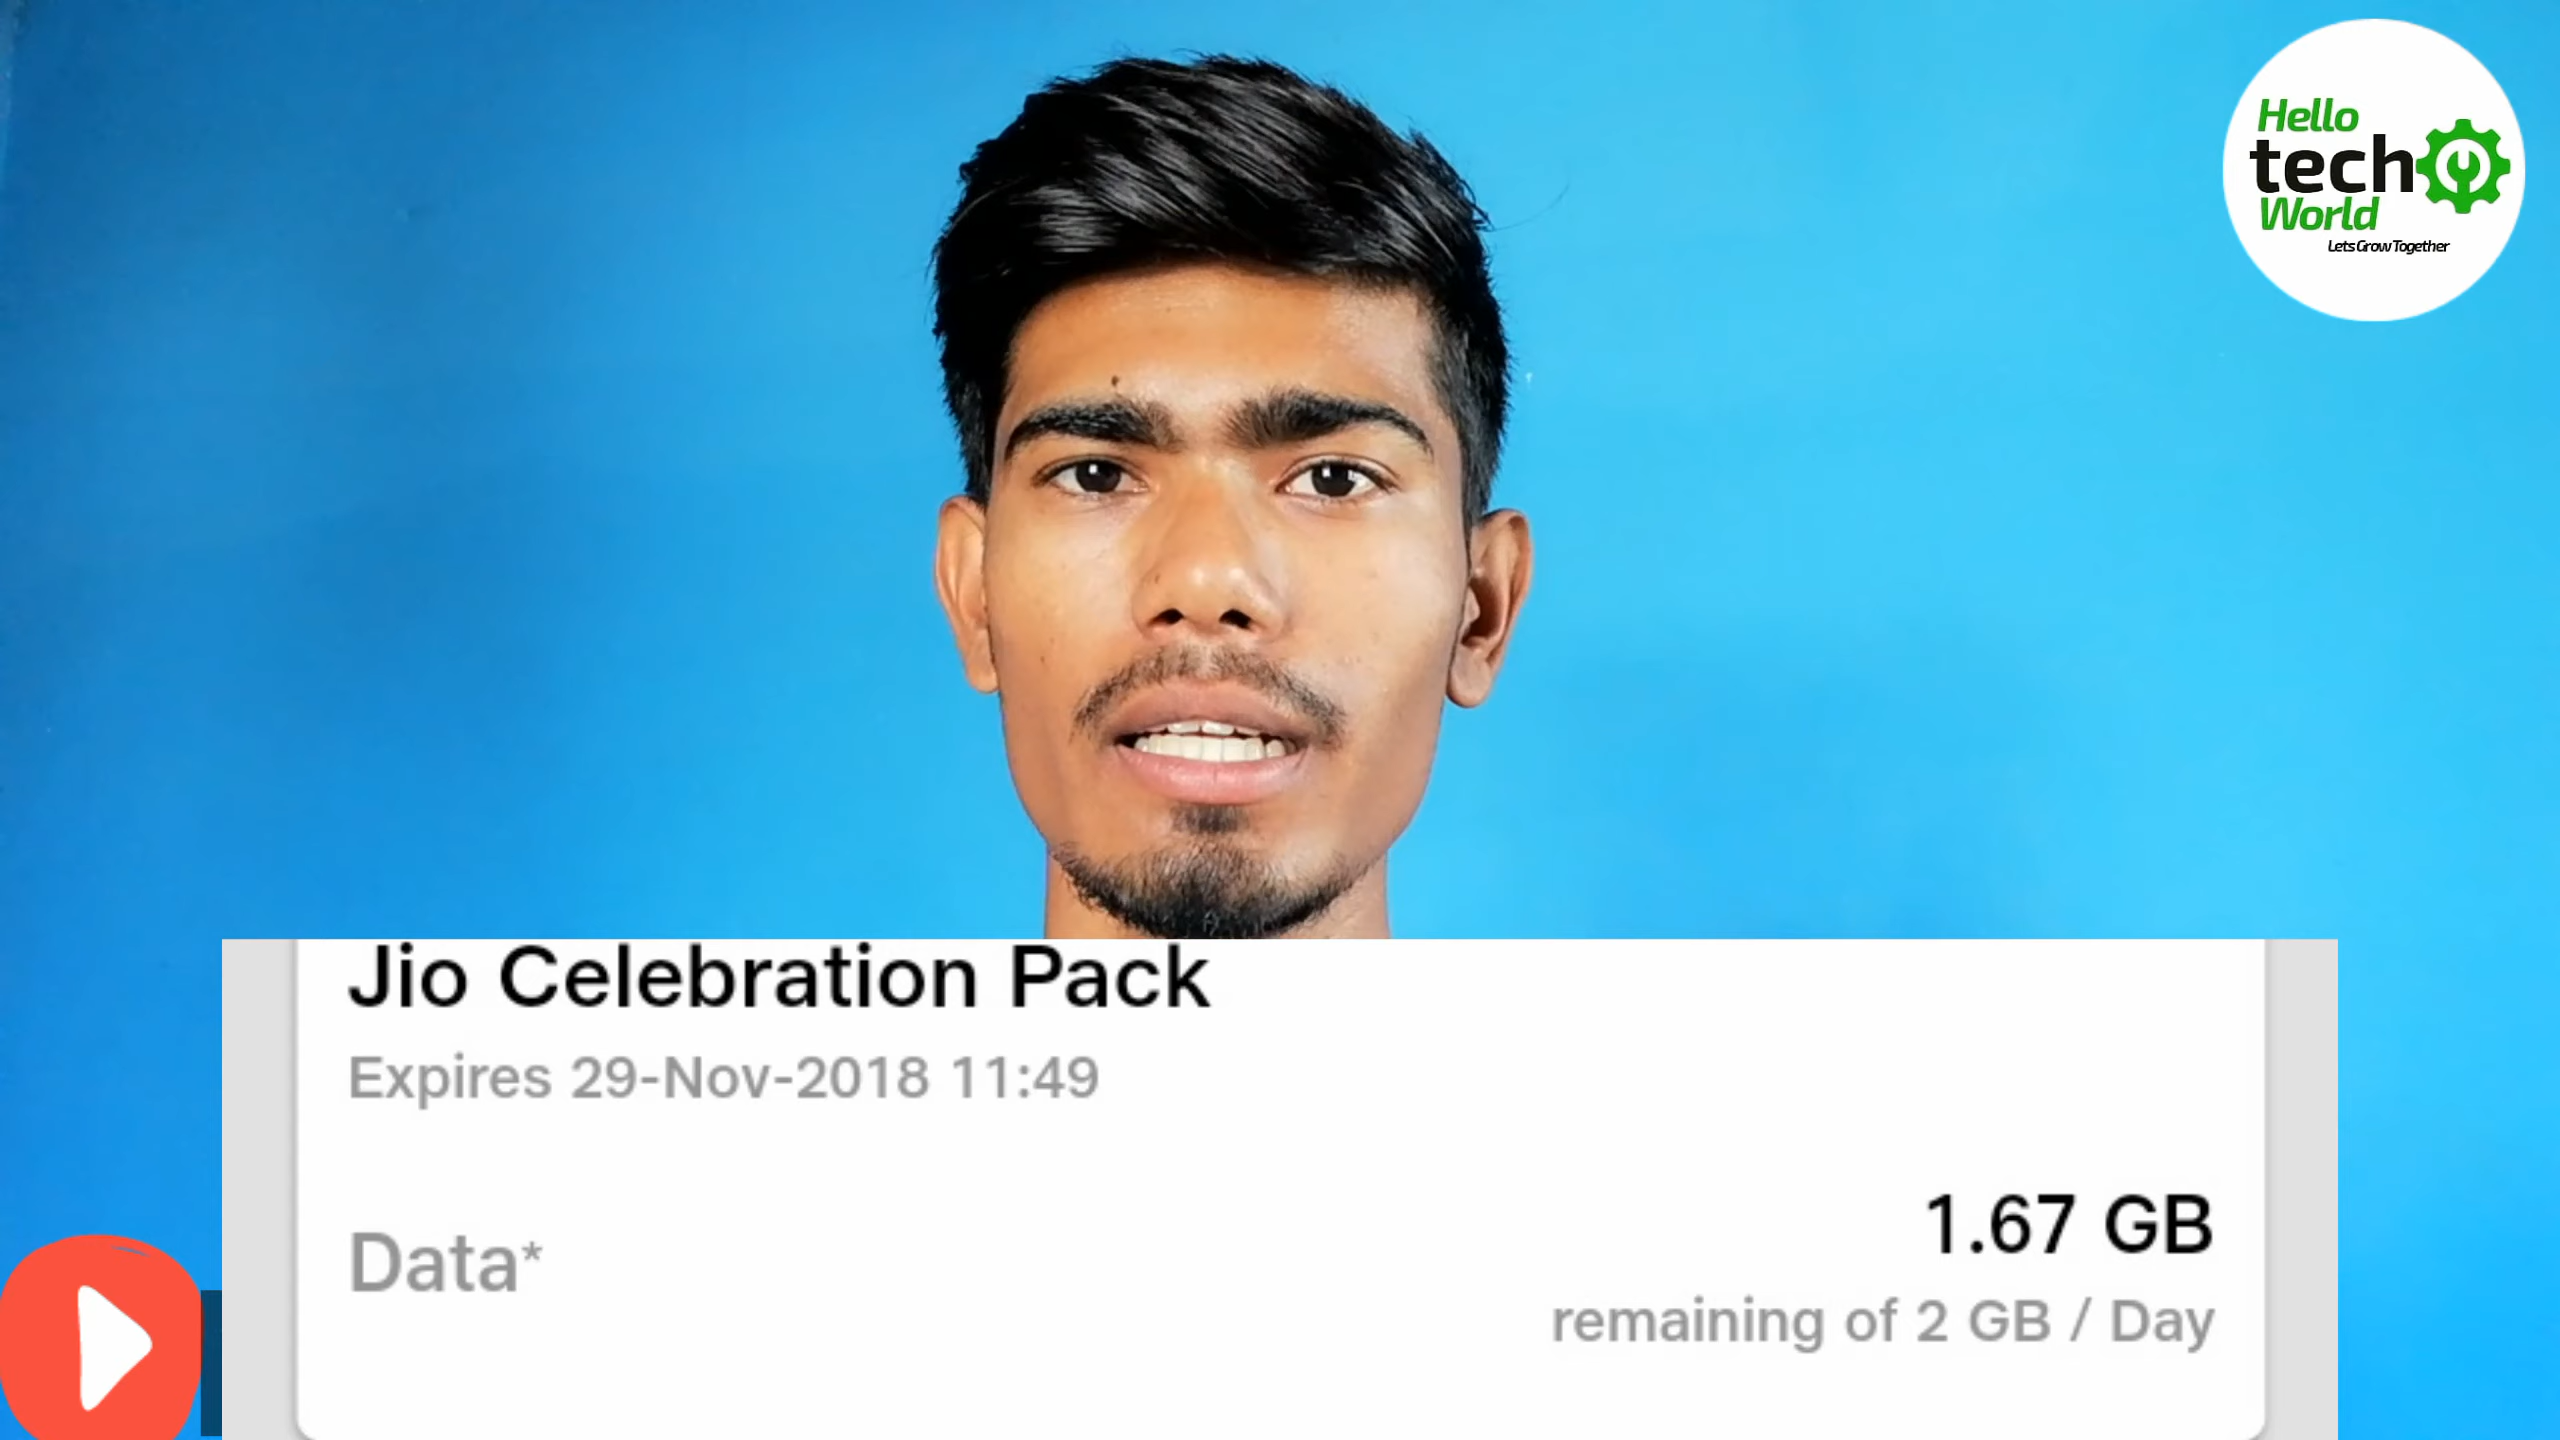 Hello
tech
World
Lets Grow Together
Jio Celebration Pack
Expires 29-Nov-2018 11:49
Data*
1.67 GB
remaining of 2 GB / Day